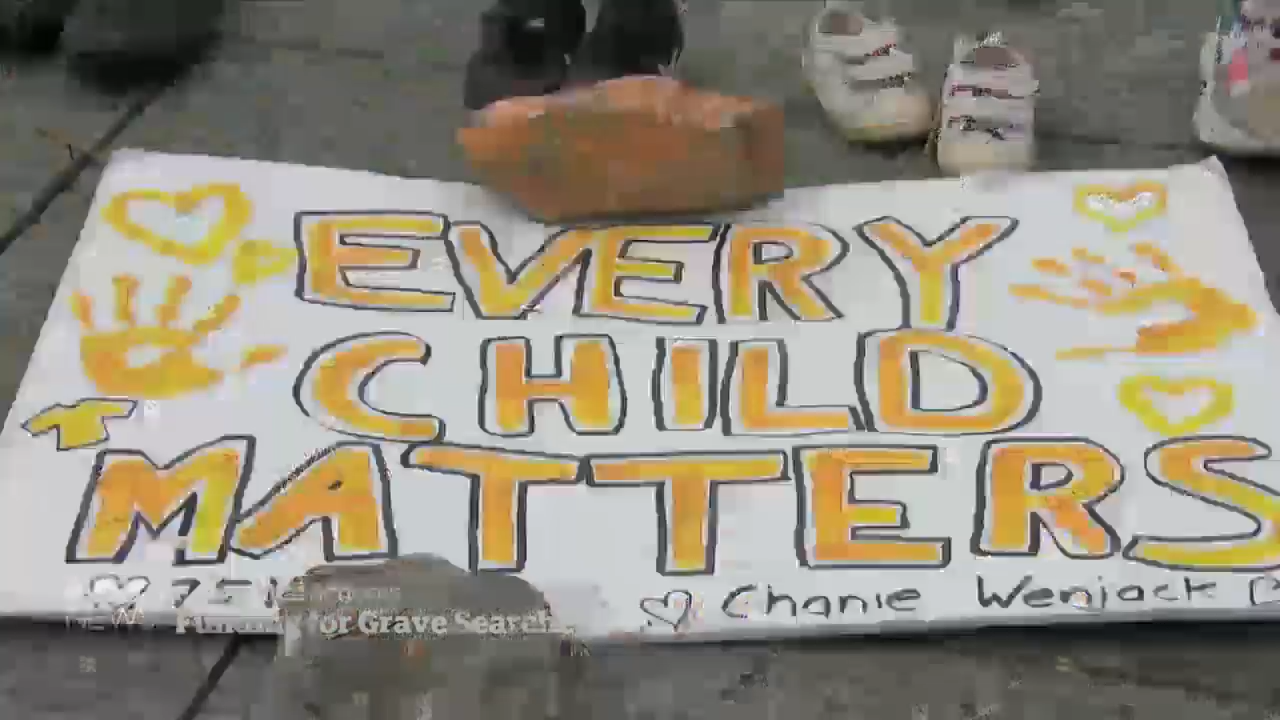 EVERY
CHILD
MATTERS
Chanie Wenjack
for Grave Search